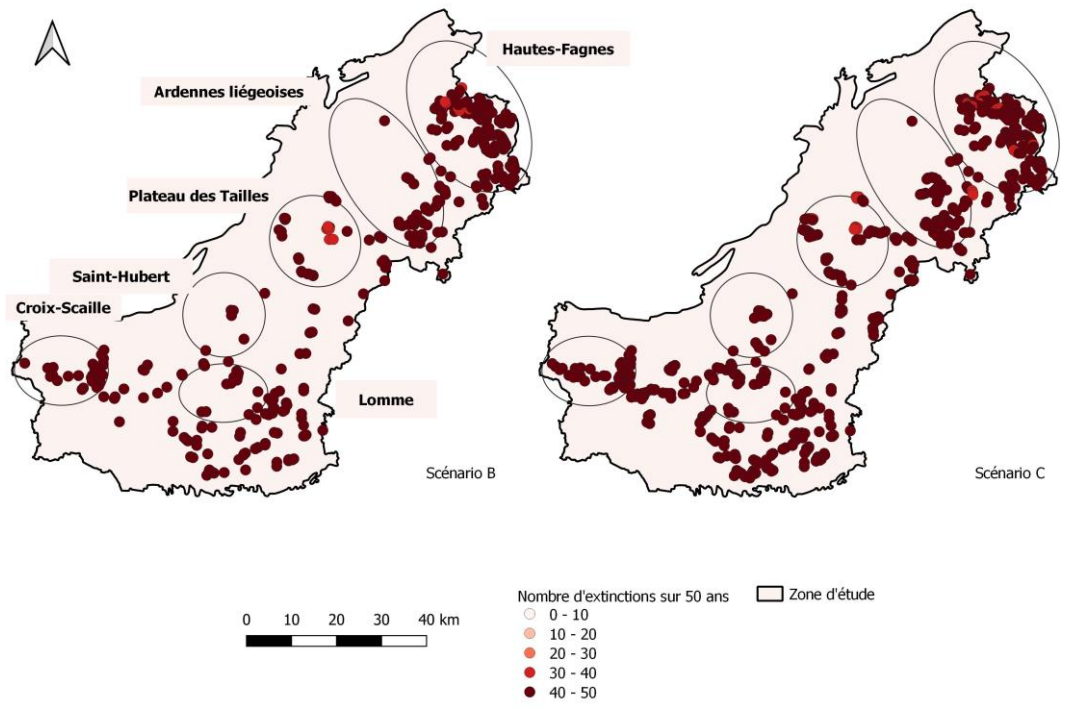 Hautes-Fagnes
Ardennes liégeoises
Plateau des Tailles
Saint-Hubert
Croix-Scaille
Lomme
Scénario B
Scénario C
Nombre d'extinctions sur 50 ans
Zone d'étude
0 - 10
10 - 20
20 - 30
30 - 40
40 - 50
0 10 20 30 40 km